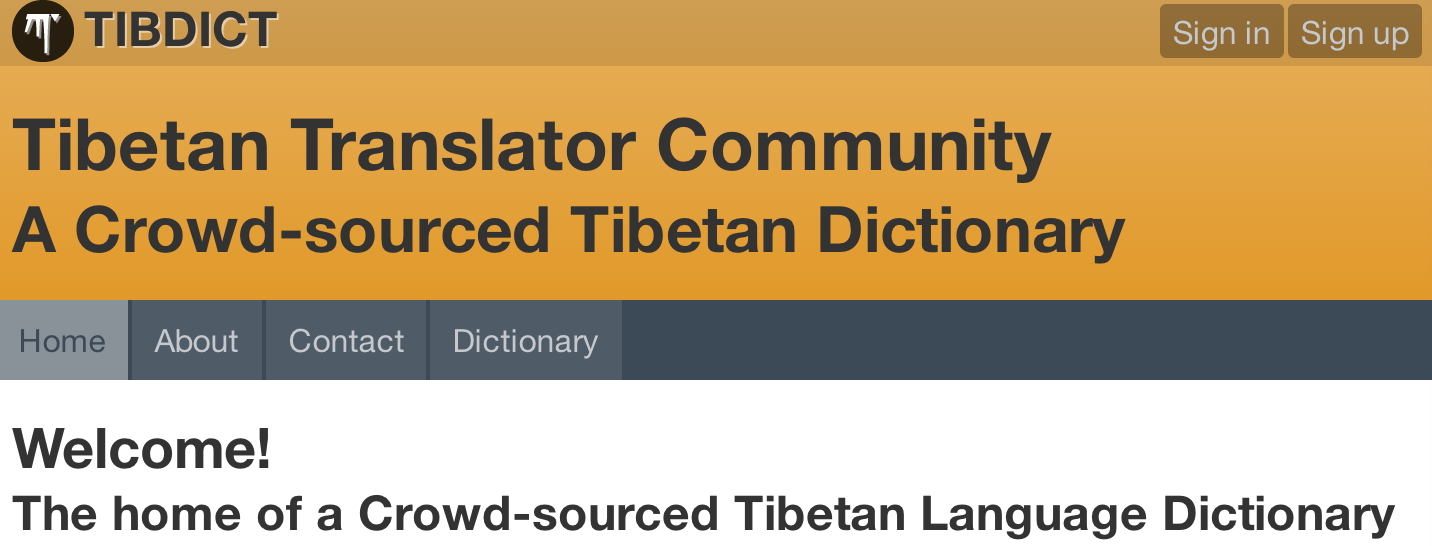 TIBDICT
Sign in
Sign up
Tibetan Translator Community
A Crowd-sourced Tibetan Dictionary
Home
About
Contact
Dictionary
Welcome!
The home of a Crowd-sourced Tibetan Language Dictionary